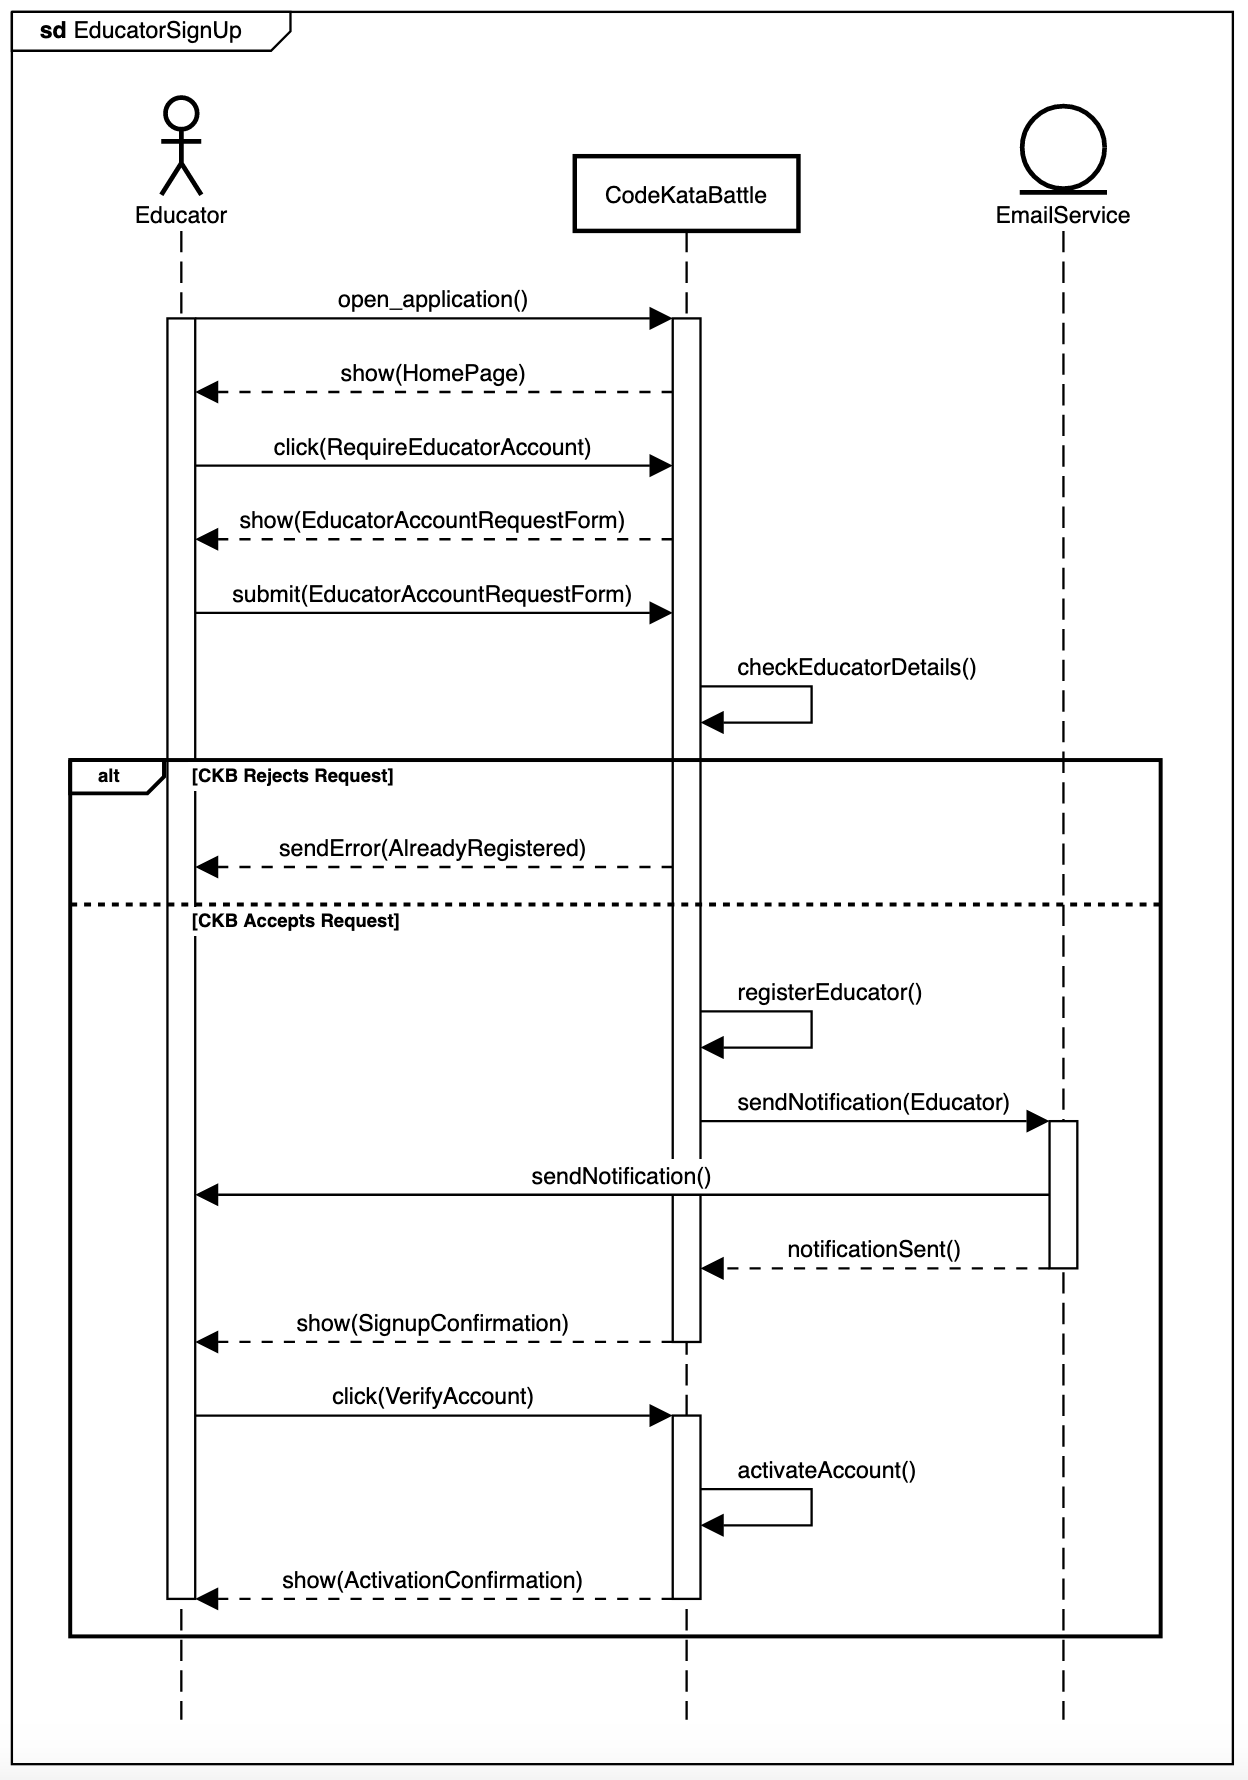 sd EducatorSignUp
Educator
CodeKataBattle
EmailService
open_application()
show(HomePage)
click(RequireEducatorAccount)
show(EducatorAccountRequestForm)
submit(EducatorAccountRequestForm)
checkEducatorDetails()
alt [CKB Rejects Request]
sendError(AlreadyRegistered)
[CKB Accepts Request]
registerEducator()
sendNotification(Educator)
sendNotification()
notificationSent()
show(SignupConfirmation)
click(VerifyAccount)
activateAccount()
show(ActivationConfirmation)